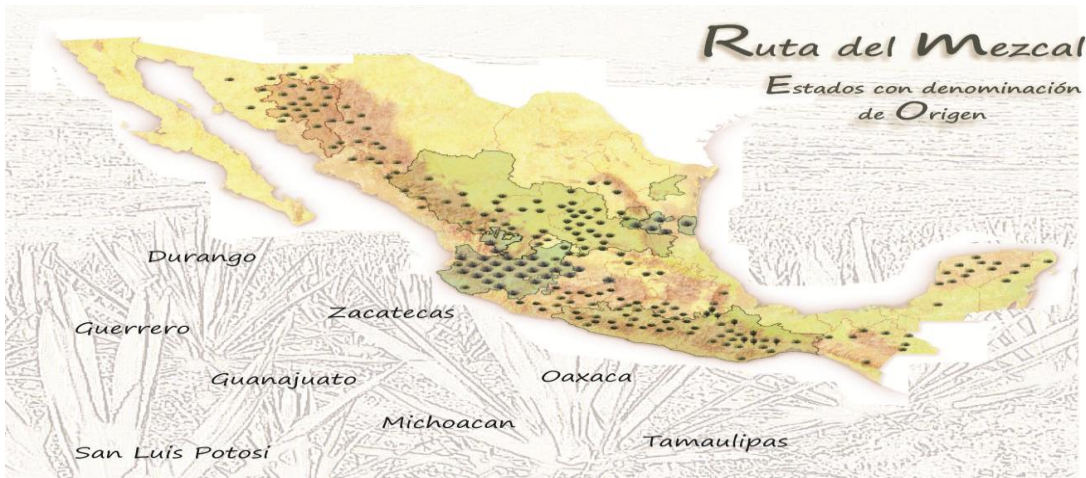 Ruta del Mezcal
Estados con denominación
de Origen
Durango
Zacatecas
Guerrero
Guanajuato
Oaxaca
Michoacan
Tamaulipas
San Luis Potosi